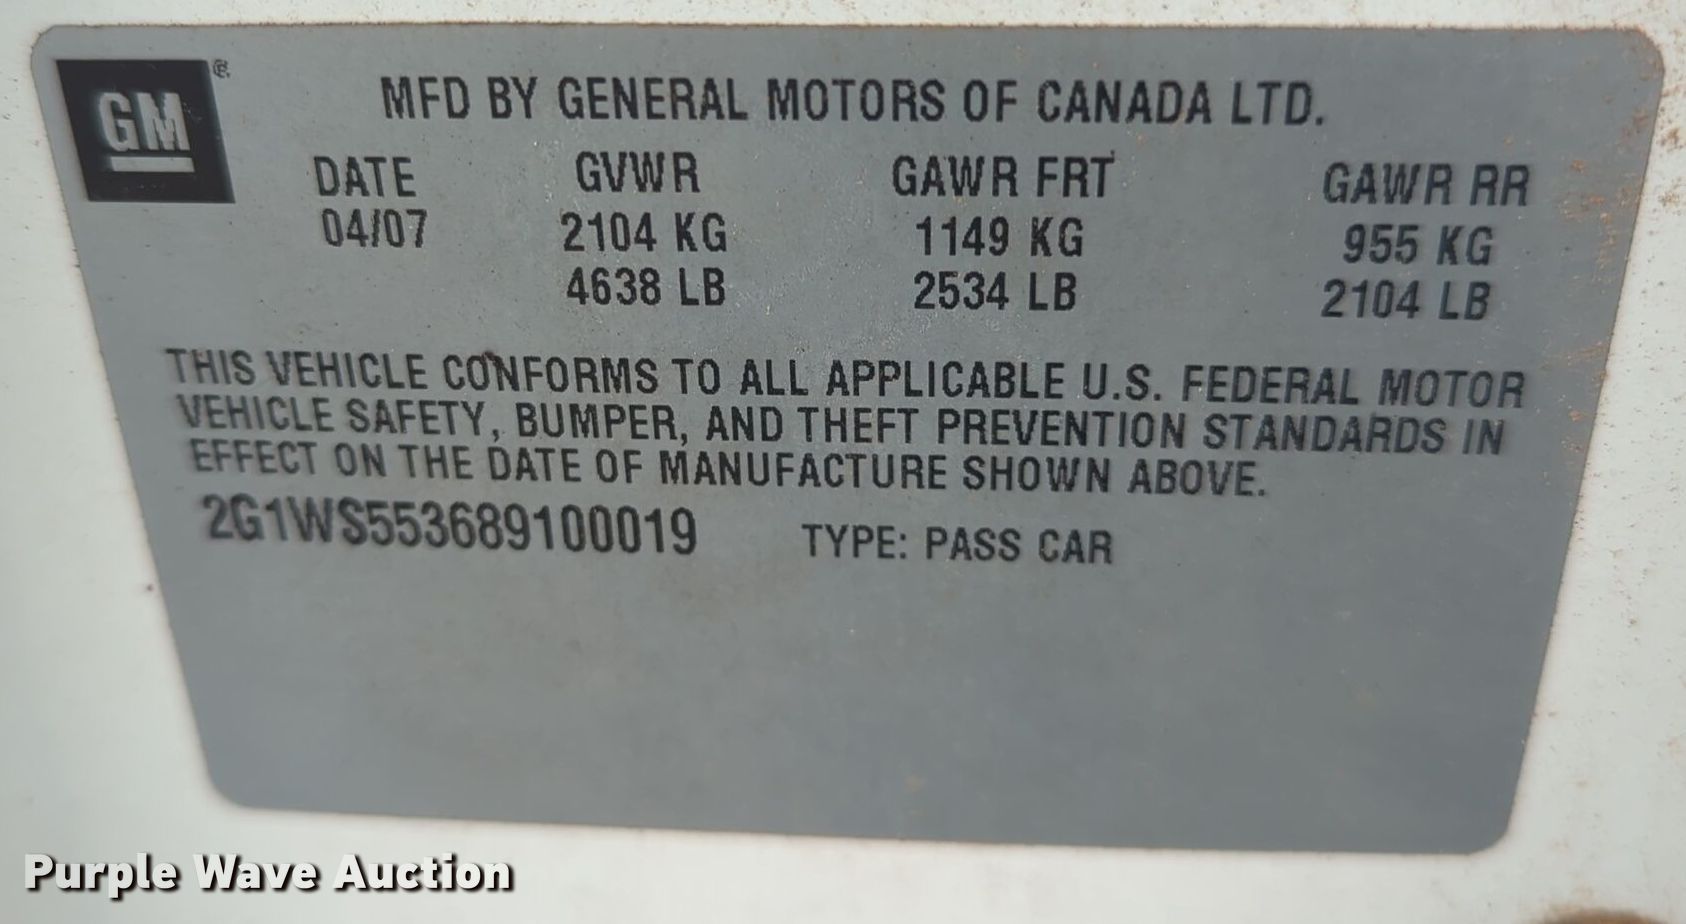 GM ®
MFD BY GENERAL MOTORS OF CANADA LTD.
DATE GVWR GAWR FRT GAWR RR
04/07 2104 KG 1149 KG 955 KG
4638 LB 2534 LB 2104 LB
THIS VEHICLE CONFORMS TO ALL APPLICABLE U.S. FEDERAL MOTOR
VEHICLE SAFETY, BUMPER, AND THEFT PREVENTION STANDARDS IN
EFFECT ON THE DATE OF MANUFACTURE SHOWN ABOVE.
2G1WS553689100019 TYPE: PASS CAR
Purple Wave Auction